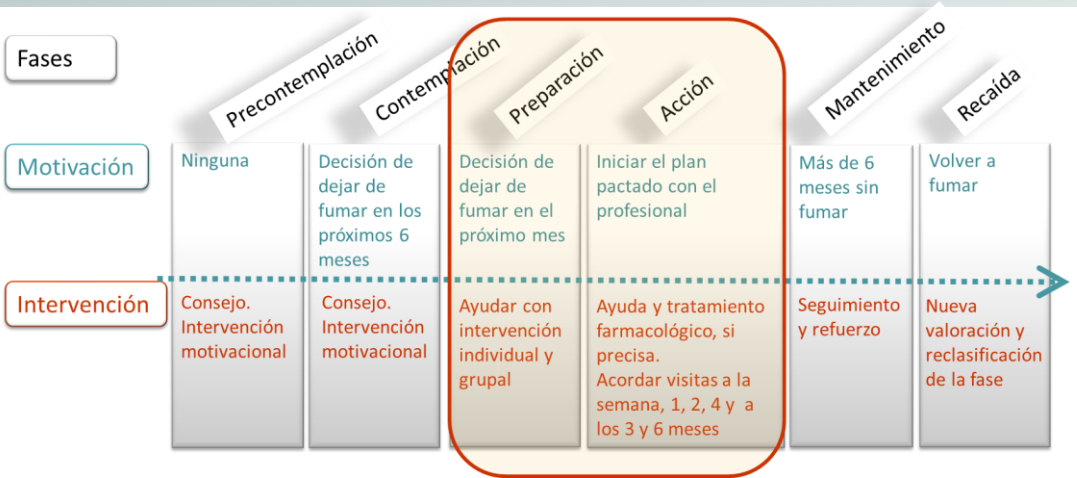 Fases
Precontemplación
Contemplación
Preparación
Acción
Mantenimiento
Recaída
Motivación
Ninguna
Decisión de
dejar de
fumar en los
próximos 6
meses
Decisión de
dejar de
fumar en el
próximo mes
Iniciar el plan
pactado con el
profesional
Más de 6
meses sin
fumar
Volver a
fumar
Intervención
Consejo.
Intervención
motivacional
Consejo.
Intervención
motivacional
Ayudar con
intervención
individual y
grupal
Ayuda y tratamiento
farmacológico, si
precisa.
Acordar visitas a la
semana, 1, 2, 4 y a
los 3 y 6 meses
Seguimiento
y refuerzo
Nueva
valoración y
reclasificación
de la fase